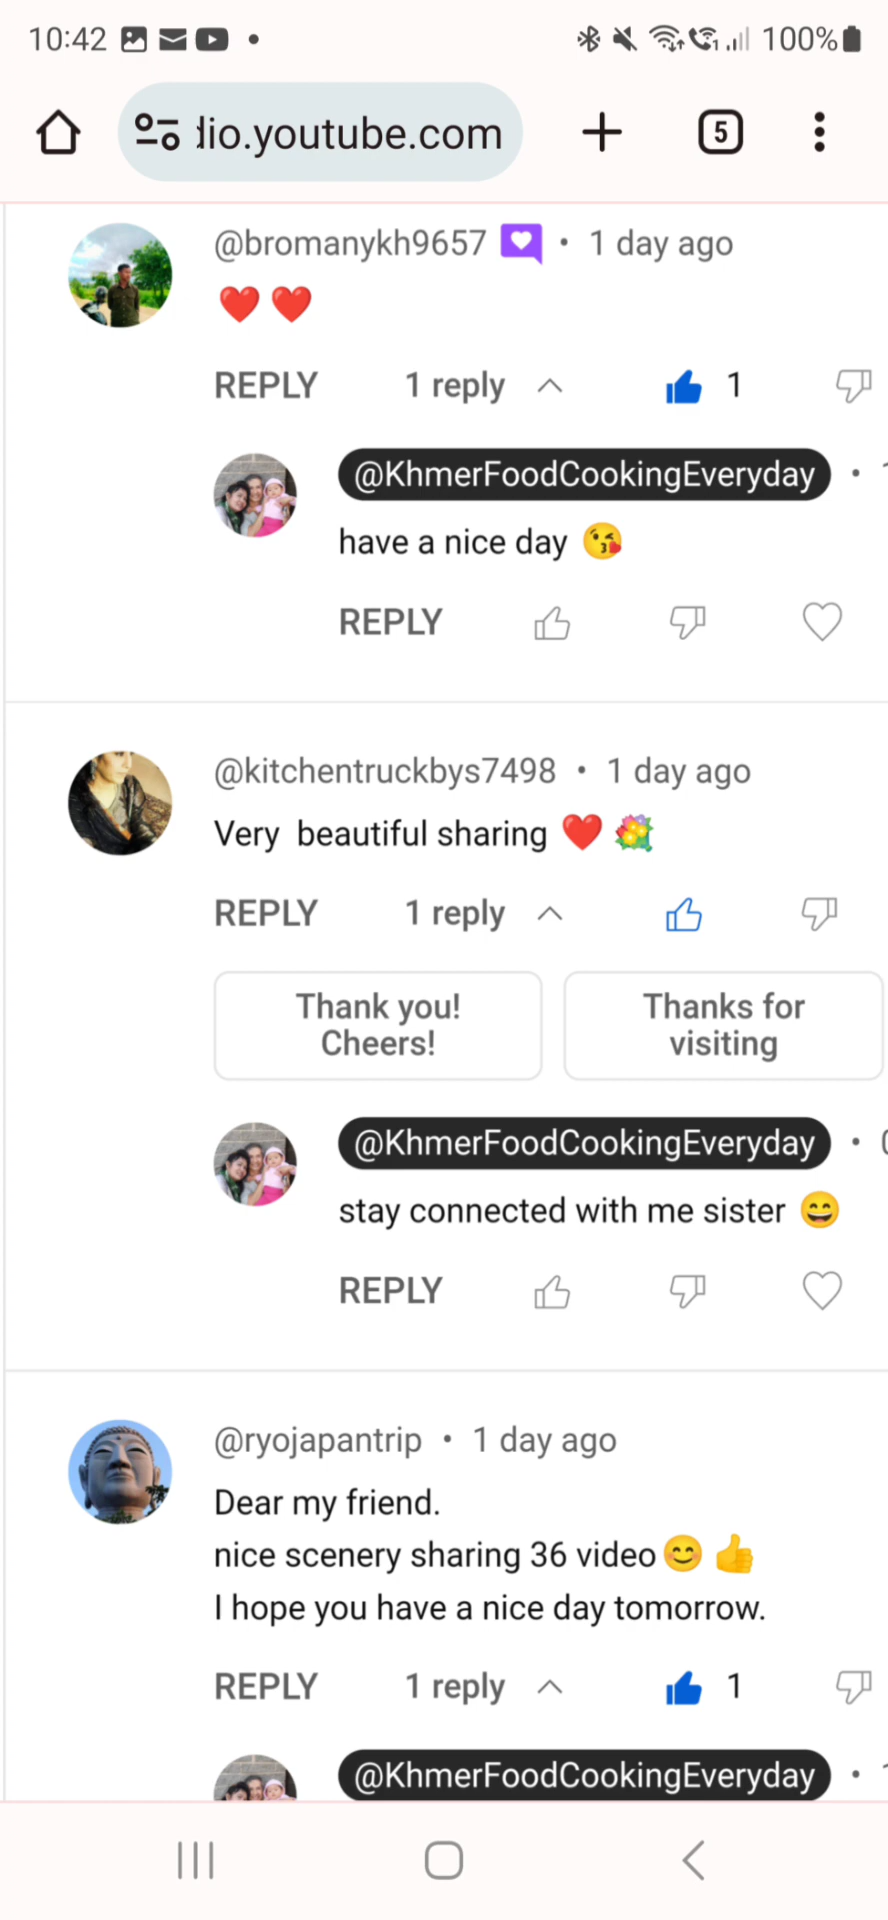 10:42
100%
dio.youtube.com
5
@bromanykh9657 • 1 day ago
❤️❤️
REPLY 1 reply 1
@KhmerFoodCookingEveryday •
have a nice day 😘
REPLY
@kitchentruckbys7498 • 1 day ago
Very beautiful sharing ❤️💐
REPLY 1 reply
Thank you! Thanks for
Cheers! visiting
@KhmerFoodCookingEveryday •
stay connected with me sister 😄
REPLY
@ryojapantrip • 1 day ago
Dear my friend.
nice scenery sharing 36 video😊👍
I hope you have a nice day tomorrow.
REPLY 1 reply 1
@KhmerFoodCookingEveryday •